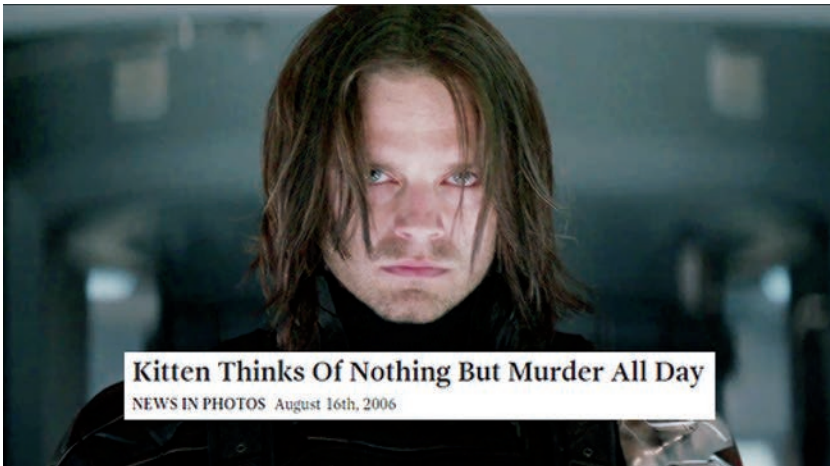 Kitten Thinks Of Nothing But Murder All Day
NEWS IN PHOTOS August 16th, 2006